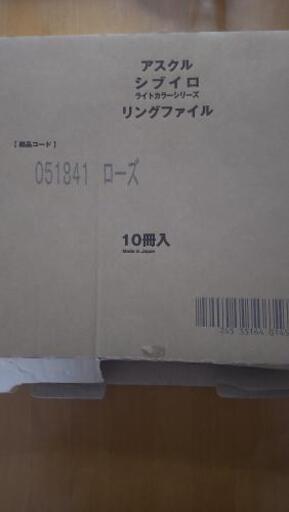 アスクル
シブイロ
ライトカラーシリーズ
リングファイル
【商品コード】
051841 ローズ
10冊入
Made in Japan